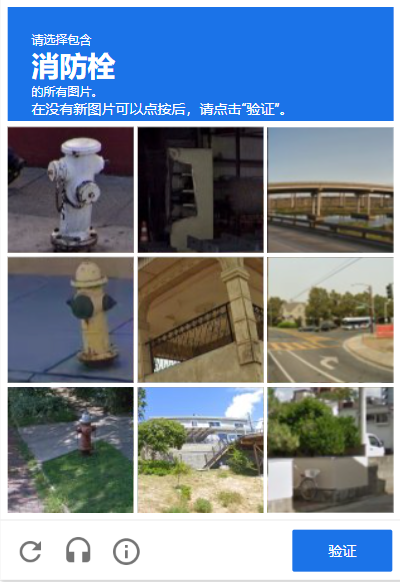 请选择包含
消防栓
的所有图片。
在没有新图片可以点按后，请点击“验证”。
验证